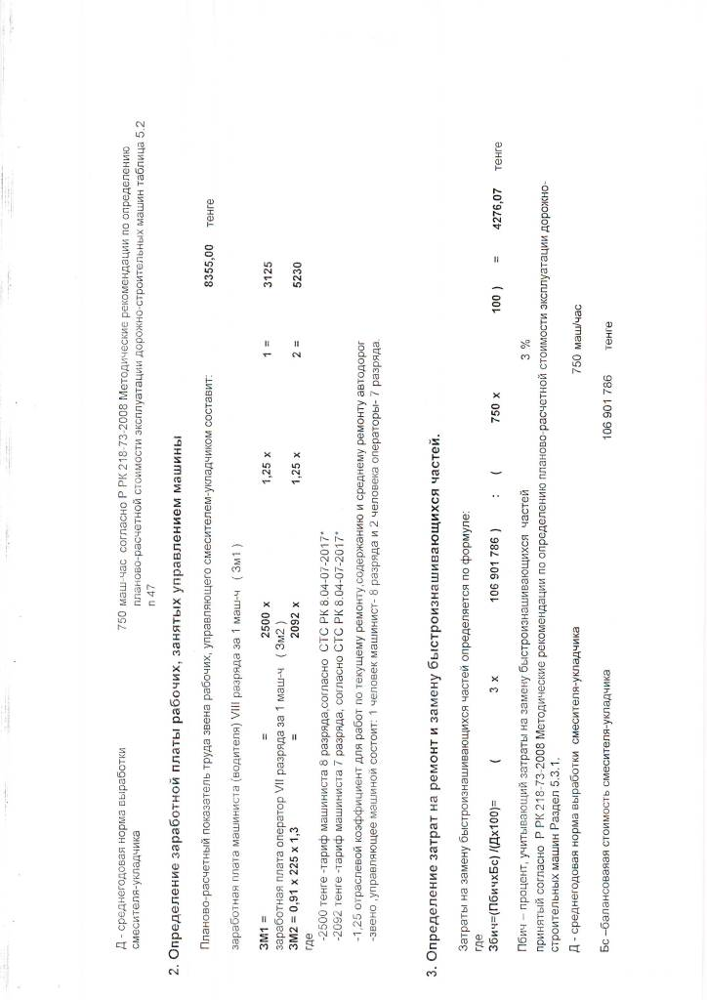 Д - среднегодовая норма выработки 750 маш-час согласно Р РК 218-73-2008 Методические рекомендации по определению
смесителя-укладчика планово-расчетной стоимости эксплуатации дорожно-строительных машин таблица 5.2
п 47
2. Определение заработной платы рабочих, занятых управлением машины
Планово-расчетный показатель труда звена рабочих, управляющего смесителем-укладчиком составит: 8355,00 тенге
заработная плата машиниста (водителя) VIII разряда за 1 маш-ч ( Зм1 )
ЗМ1 = = 2500 х 1,25 х 1 = 3125
заработная плата оператор VII разряда за 1 маш-ч ( Зм2 )
ЗМ2 = 0,91 х 225 х 1,3 = 2092 х 1,25 х 2 = 5230
где
-2500 тенге -тариф машиниста 8 разряда,согласно СТС РК 8.04-07-2017*
-2092 тенге -тариф машиниста 7 разряда, согласно СТС РК 8.04-07-2017*
-1,25 отраслевой коэффициент для работ по текущему ремонту,содержанию и среднему ремонту автодорог
-звено ,управляющее машиной состоит: 1 человек машинист- 8 разряда и 2 человека операторы- 7 разряда.
3. Определение затрат на ремонт и замену быстроизнашивающихся частей.
Затраты на замену быстроизнашивающихся частей определяется по формуле:
где
Збич=(ПбичхБс) /(Дх100)= ( 3 х 106 901 786 ) : ( 750 х 100 ) = 4276,07 тенге
Пбич – процент, учитывающий затраты на замену быстроизнашивающихся частей 3 %
принятый согласно Р РК 218-73-2008 Методические рекомендации по определению планово-расчетной стоимости эксплуатации дорожно-
строительных машин Раздел 5.3.1.
Д - среднегодовая норма выработки смесителя-укладчика 750 маш/час
Бс –балансоваяая стоимость смесителя-укладчика 106 901 786 тенге